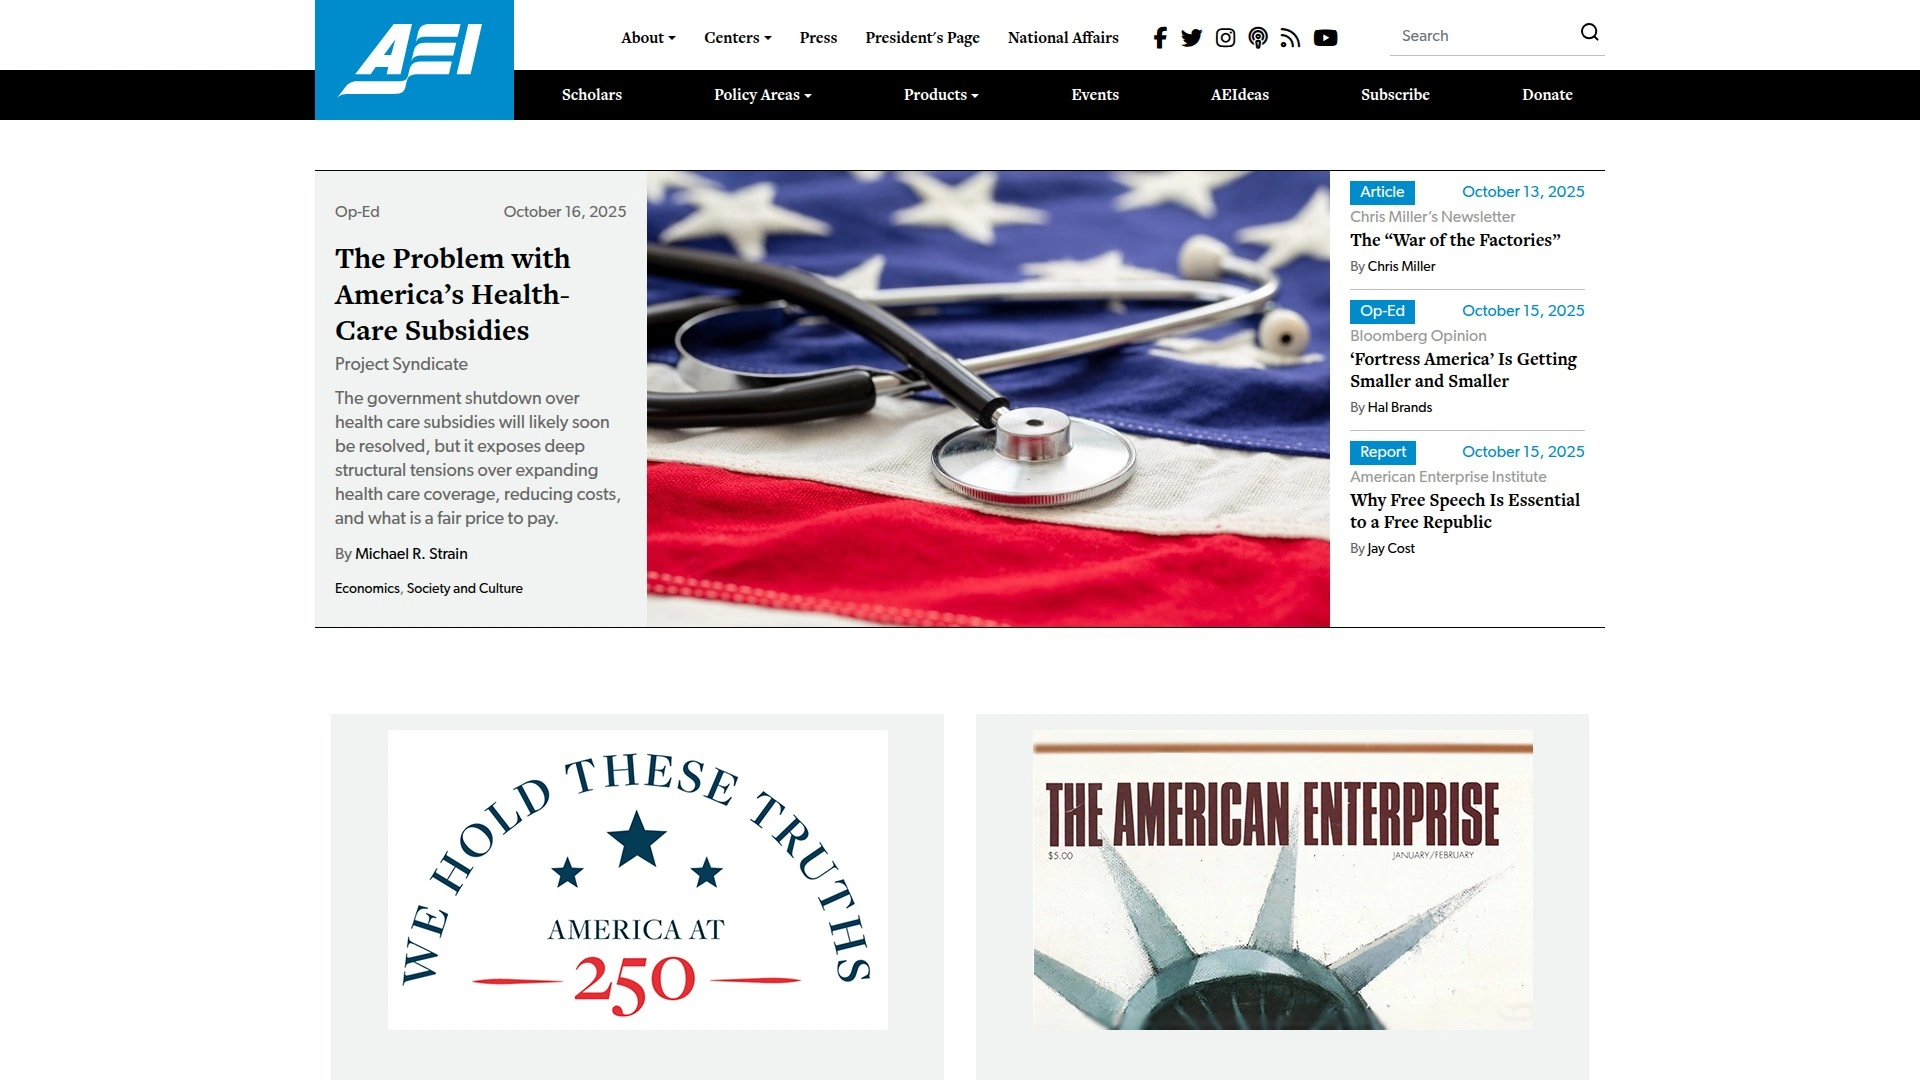 AEI
About
Centers
Press
President's Page
National Affairs
Search
Scholars
Policy Areas
Products
Events
AEIdeas
Subscribe
Donate
Op-Ed
October 16, 2025
The Problem with
America’s Health-
Care Subsidies
Project Syndicate
The government shutdown over
health care subsidies will likely soon
be resolved, but it exposes deep
structural tensions over expanding
health care coverage, reducing costs,
and what is a fair price to pay.
By Michael R. Strain
Economics, Society and Culture
Article
October 13, 2025
Chris Miller’s Newsletter
The “War of the Factories”
By Chris Miller
Op-Ed
October 15, 2025
Bloomberg Opinion
‘Fortress America’ Is Getting
Smaller and Smaller
By Hal Brands
Report
October 15, 2025
American Enterprise Institute
Why Free Speech Is Essential
to a Free Republic
By Jay Cost
WE HOLD THESE TRUTHS
AMERICA AT
250
THE AMERICAN ENTERPRISE
$5.00
JANUARY/FEBRUARY